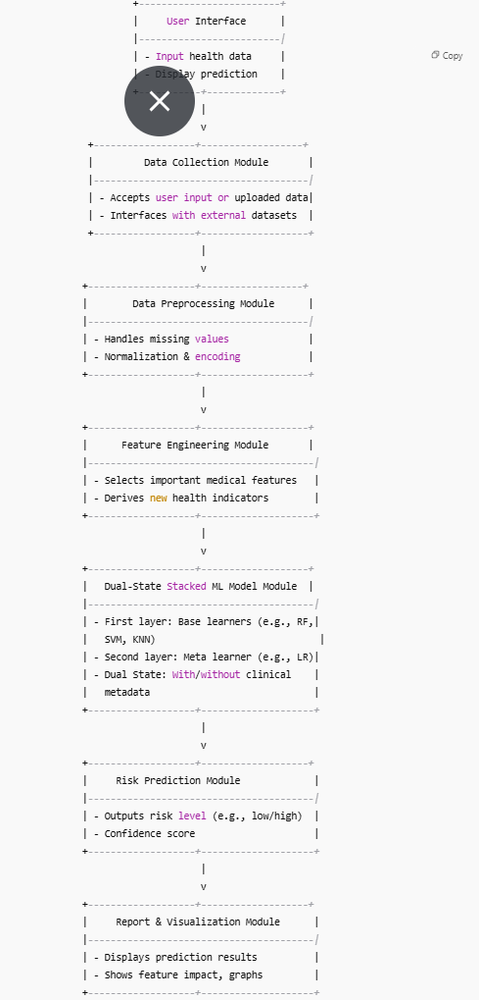 +-------------------------+
|     User Interface      |
|-------------------------|
| - Input health data     |
| - Display prediction    |
+------------+
Copy
|
v
+-------------------+-------------------+
|         Data Collection Module       |
|--------------------------------------|
| - Accepts user input or uploaded data|
| - Interfaces with external datasets  |
+-------------------+-------------------+
|
v
+-------------------+-------------------+
|        Data Preprocessing Module      |
|---------------------------------------|
| - Handles missing values              |
| - Normalization & encoding            |
+-------------------+-------------------+
|
v
+-------------------+-------------------+
|      Feature Engineering Module       |
|----------------------------------------|
| - Selects important medical features   |
| - Derives new health indicators        |
+-------------------+--------------------+
|
v
+-------------------+-------------------+
|   Dual-State Stacked ML Model Module  |
|----------------------------------------|
| - First layer: Base learners (e.g., RF,|
|   SVM, KNN)                             |
| - Second layer: Meta learner (e.g., LR)|
| - Dual State: With/without clinical    |
|   metadata                             |
+-------------------+--------------------+
|
v
+-------------------+-------------------+
|     Risk Prediction Module             |
|----------------------------------------|
| - Outputs risk level (e.g., low/high)  |
| - Confidence score                     |
+-------------------+--------------------+
|
v
+-------------------+-------------------+
|     Report & Visualization Module      |
|----------------------------------------|
| - Displays prediction results          |
| - Shows feature impact, graphs         |
+-------------------+--------------------+